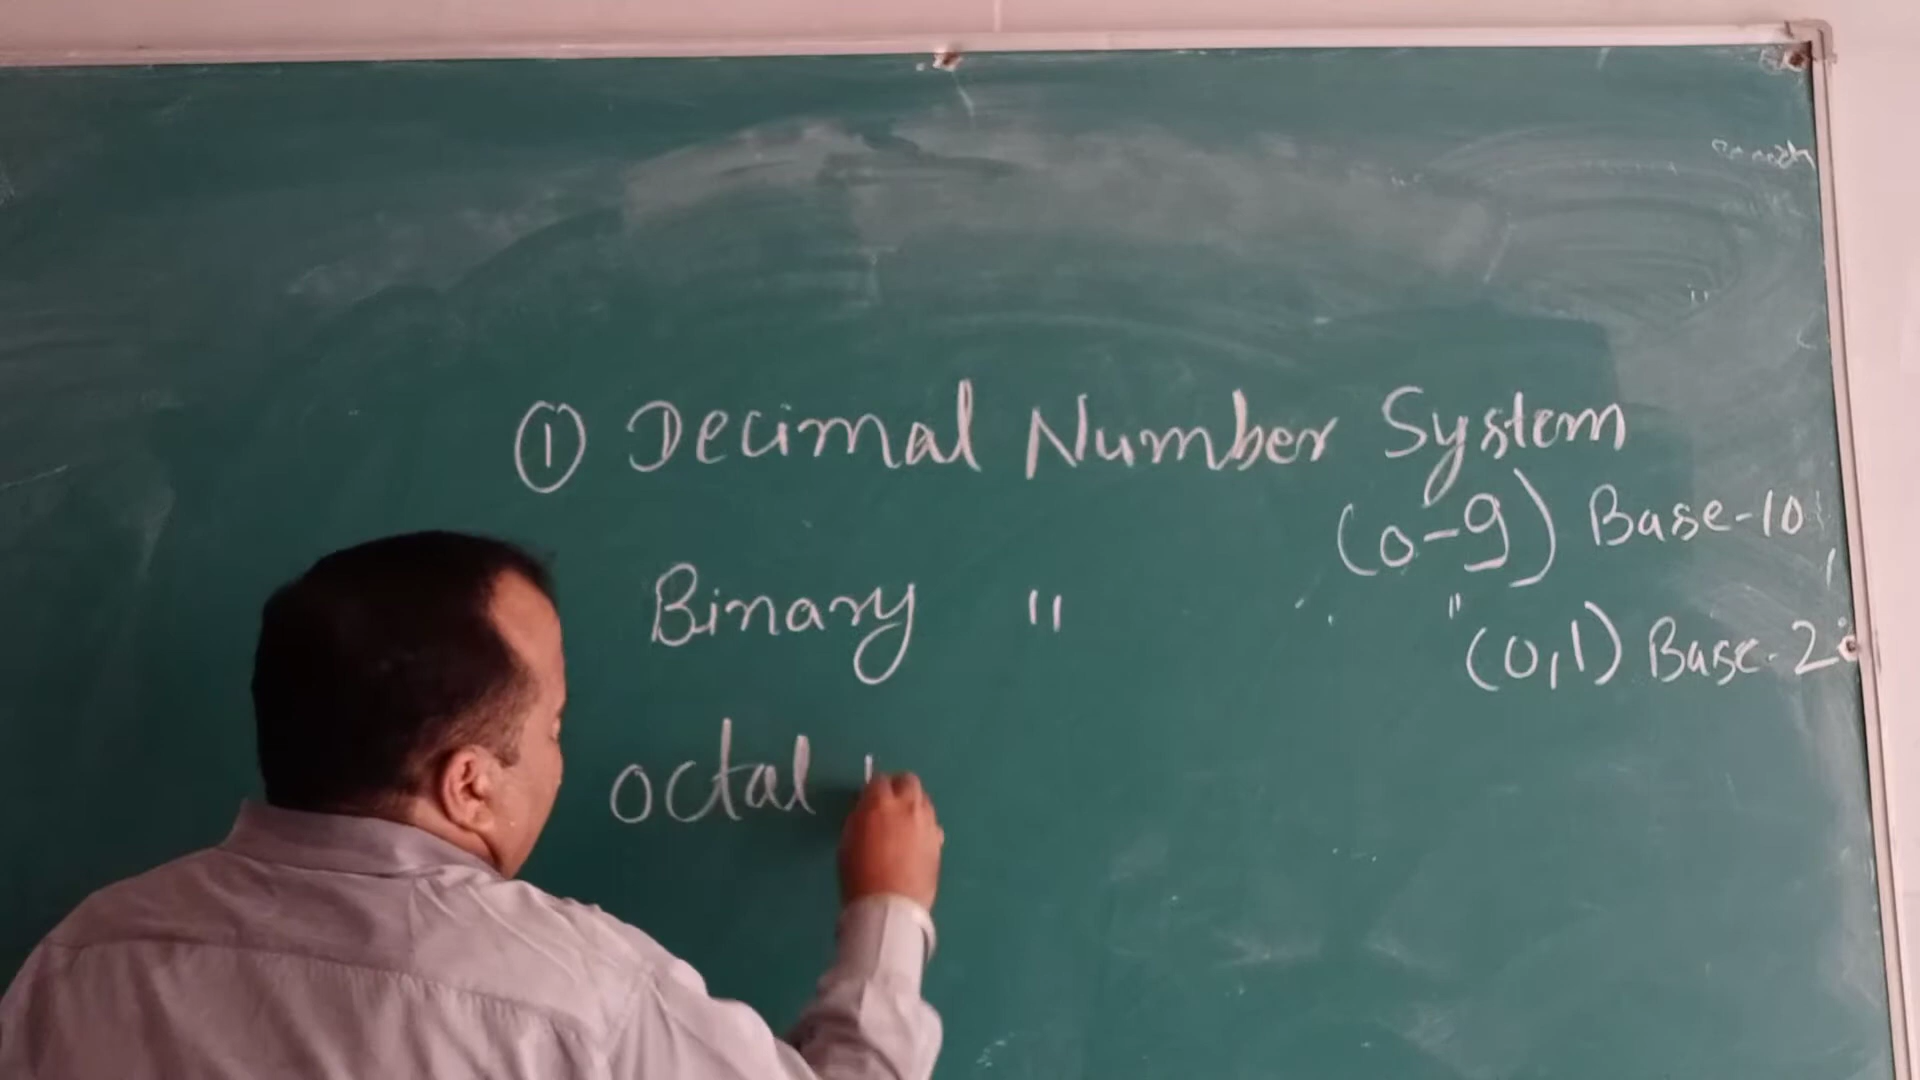 ① Decimal Number System
(0-9) Base-10
Binary " "
(0,1) Base-2
octal